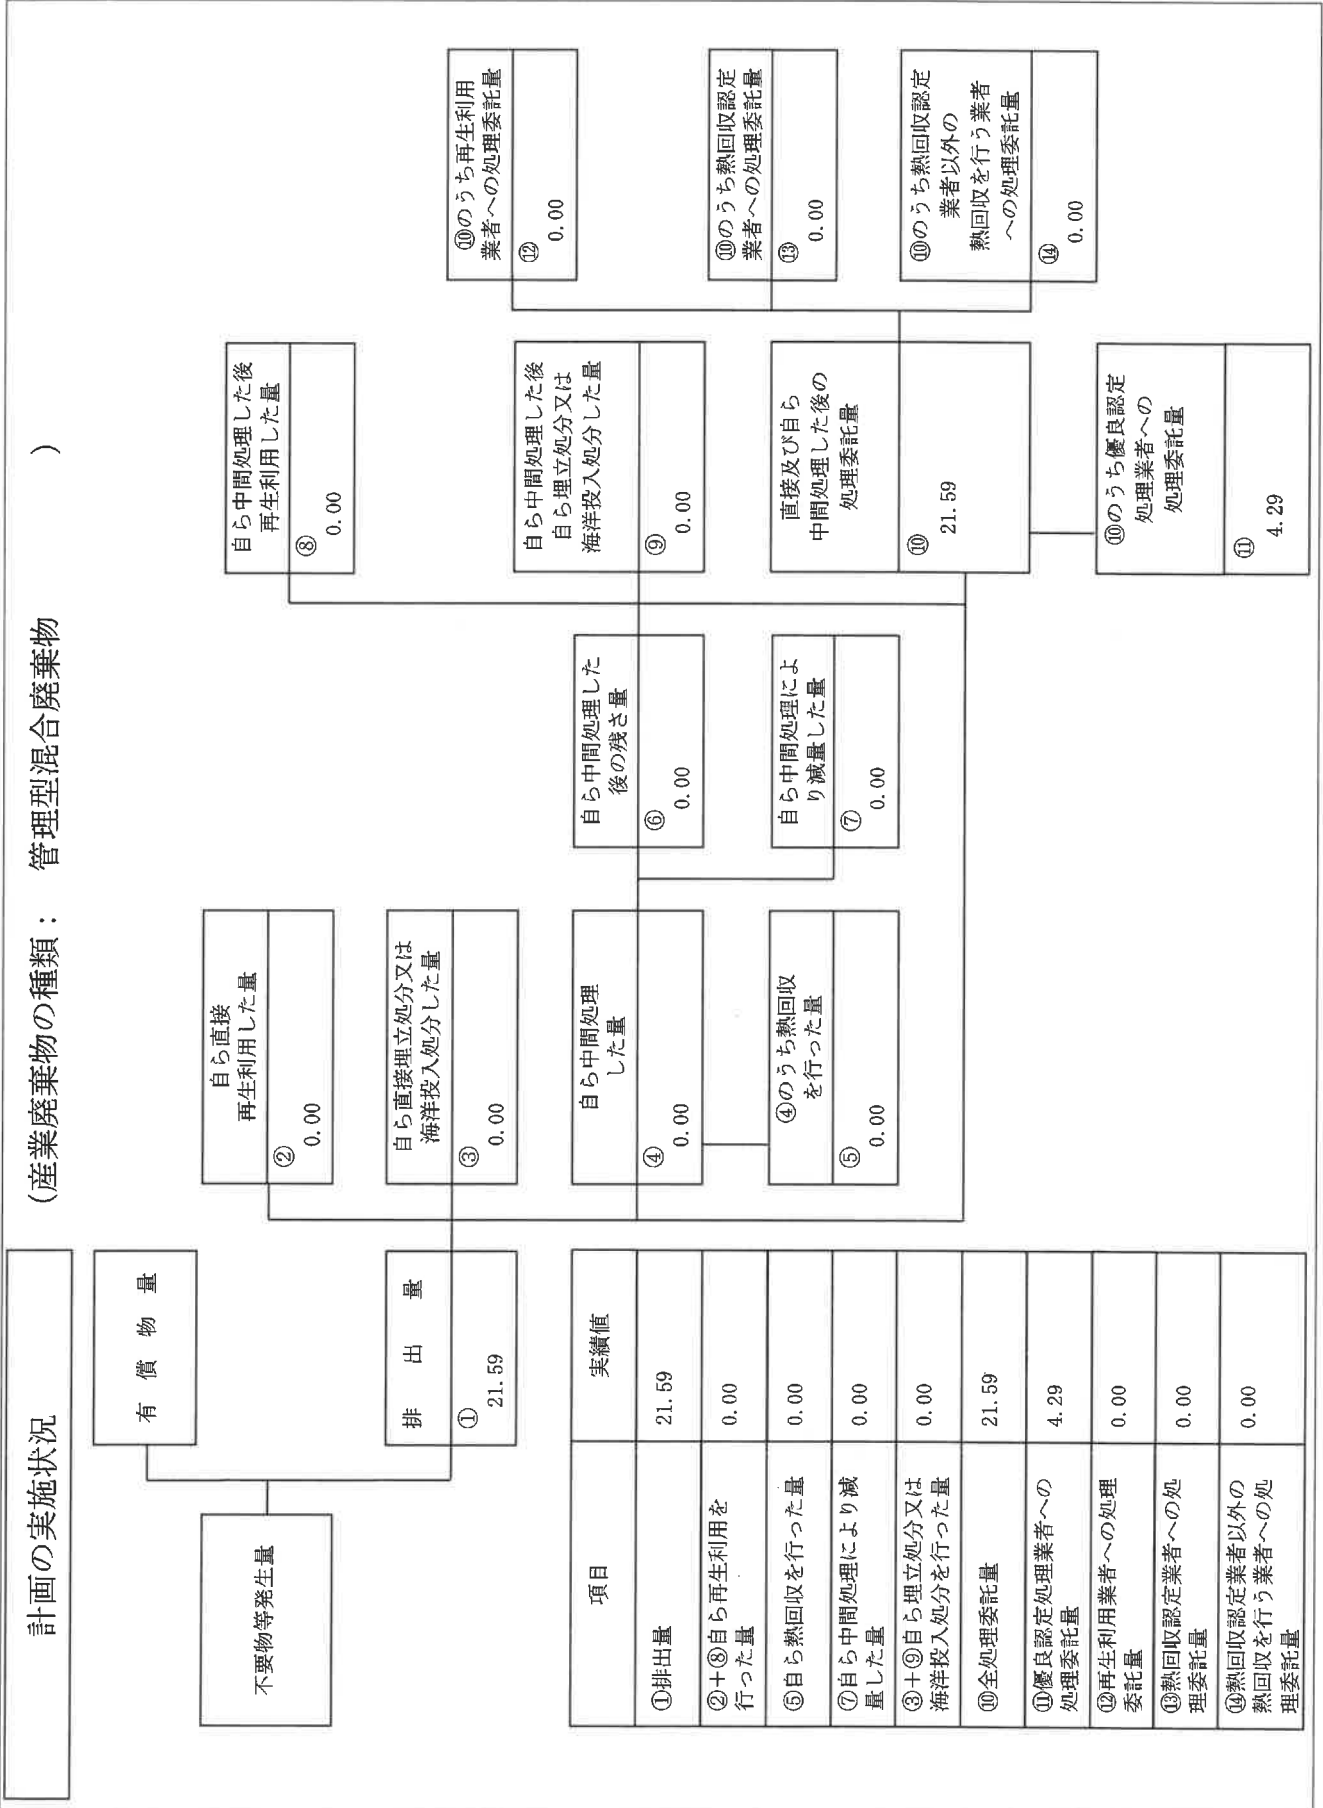 計画の実施状況
(産業廃棄物の種類： 管理型混合廃棄物 )
不要物等発生量
有 償 物 量
排 出 量
①
21.59
自ら直接
再生利用した量
②
0.00
自ら直接埋立処分又は
海洋投入処分した量
③
0.00
自ら中間処理
した量
④
0.00
④のうち熱回収
を行った量
⑤
0.00
自ら中間処理した
後の残さ量
⑥
0.00
自ら中間処理によ
り減量した量
⑦
0.00
自ら中間処理した後
再生利用した量
⑧
0.00
自ら中間処理した後
自ら埋立処分又は
海洋投入処分した量
⑨
0.00
直接及び自ら
中間処理した後の
処理委託量
⑩
21.59
⑩のうち優良認定
処理業者への
処理委託量
⑪
4.29
⑩のうち再生利用
業者への処理委託量
⑫
0.00
⑩のうち熱回収認定
業者への処理委託量
⑬
0.00
⑩のうち熱回収認定
業者以外の
熱回収を行う業者
への処理委託量
⑭
0.00
項目 実績値
①排出量 21.59
②＋⑧自ら再生利用を
行った量 0.00
⑤自ら熱回収を行った量 0.00
⑦自ら中間処理により減
量した量 0.00
③＋⑨自ら埋立処分又は
海洋投入処分を行った量 0.00
⑩全処理委託量 21.59
⑪優良認定処理業者への
処理委託量 4.29
⑫再生利用業者への処理
委託量 0.00
⑬熱回収認定業者への処
理委託量 0.00
⑭熱回収認定業者以外の
熱回収を行う業者への処
理委託量 0.00